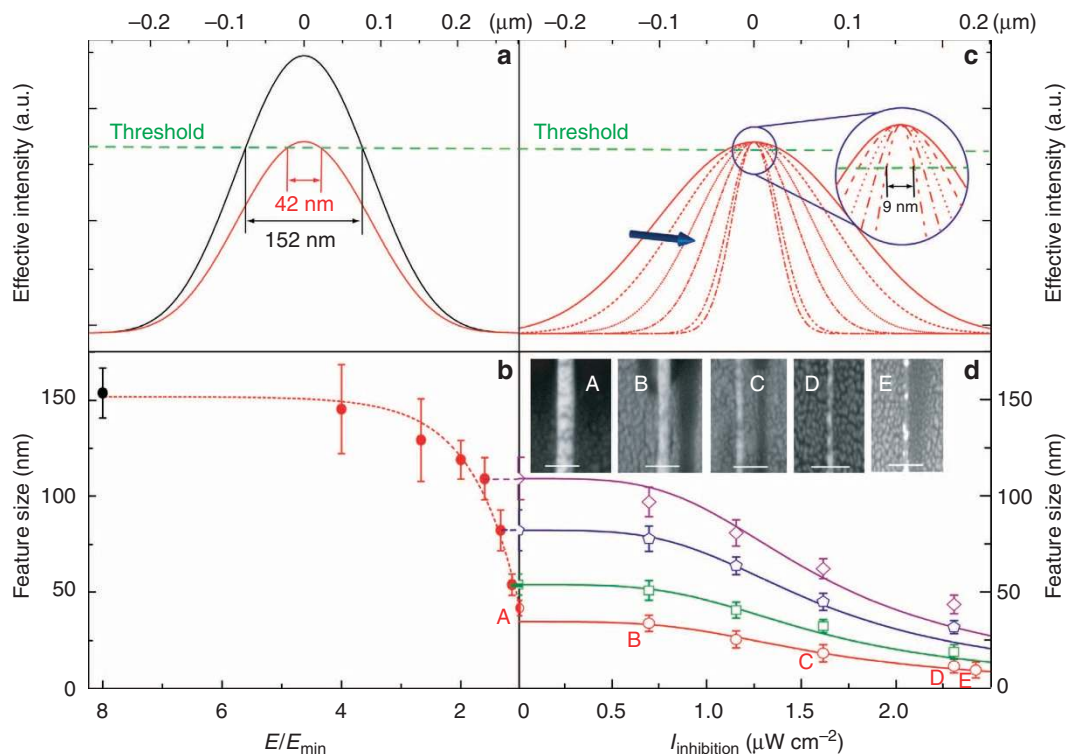 −0.2 −0.1 0 0.1 (μm)
−0.2 −0.1 0 0.1 0.2 (μm)
a
c
Effective intensity (a.u.)
Threshold
42 nm
152 nm
Threshold
9 nm
Effective intensity (a.u.)
b
d
A B C D E
Feature size (nm)
150
100
50
0
A
B
C
D
E
150
100
50
0
Feature size (nm)
8 6 4 2
0 0.5 1.0 1.5 2.0
E/Emin
Iinhibition (μW cm−2)